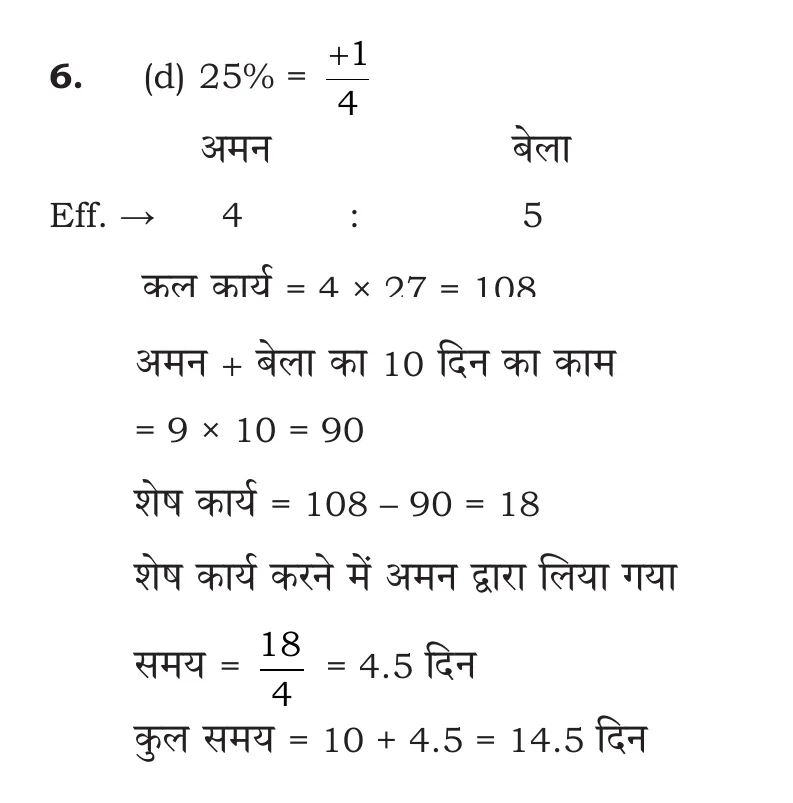 6. (d) 25% = +1/4
अमन बेला
Eff. → 4 : 5
कुल कार्य = 4 × 27 = 108
अमन + बेला का 10 दिन का काम
= 9 × 10 = 90
शेष कार्य = 108 – 90 = 18
शेष कार्य करने में अमन द्वारा लिया गया
समय = 18/4 = 4.5 दिन
कुल समय = 10 + 4.5 = 14.5 दिन